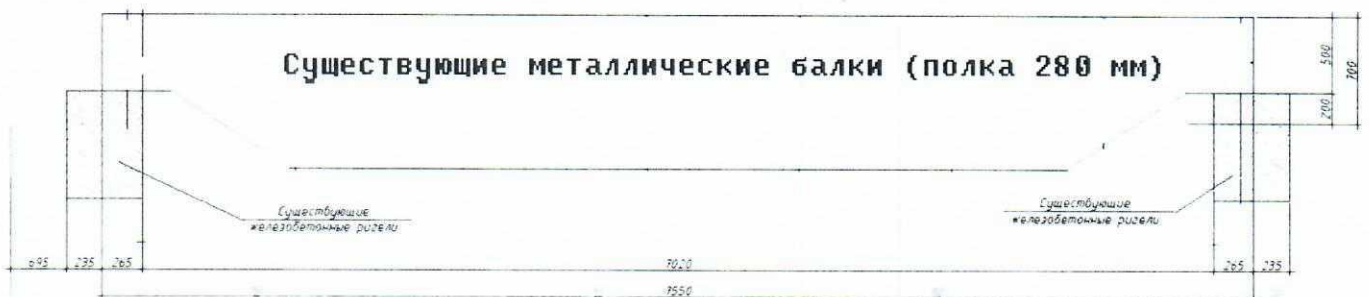 Существующие металлические балки (полка 280 мм)
500
700
200
Существующие
железобетонные ригели
Существующие
железобетонные ригели
695
235
265
7020
265
235
7550